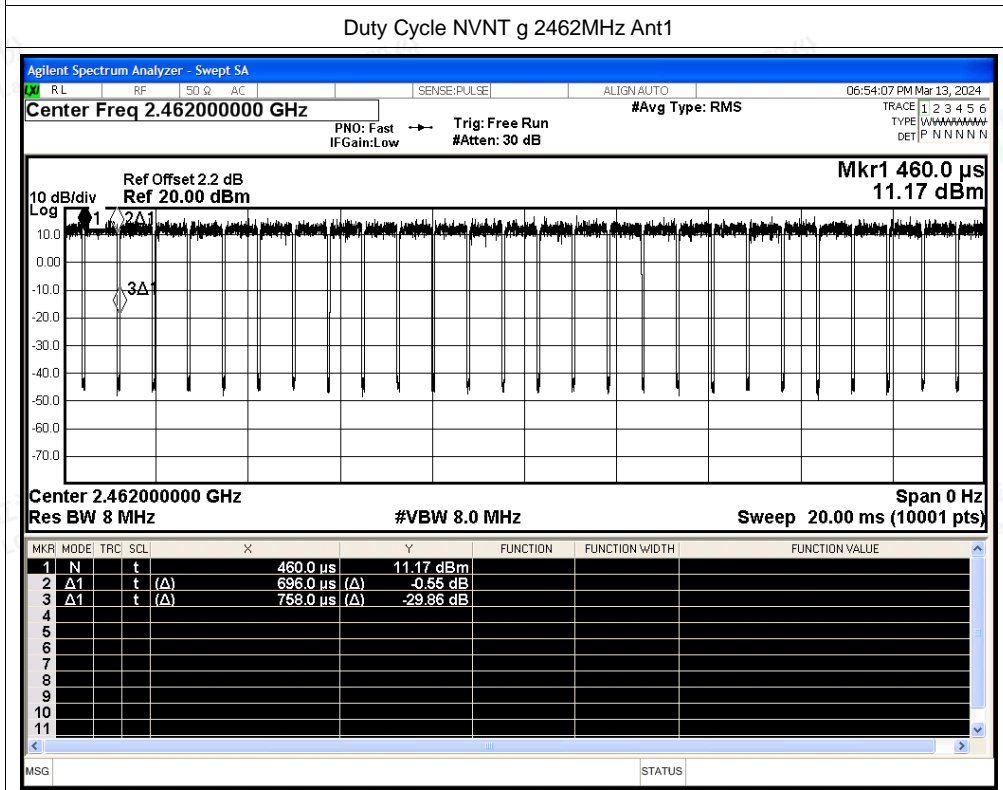 Duty Cycle NVNT g 2462MHz Ant1
Agilent Spectrum Analyzer - Swept SA
LXI RL RF 50 Ω AC SENSE:PULSE ALIGN AUTO 06:54:07 PM Mar 13, 2024
Center Freq 2.462000000 GHz #Avg Type: RMS TRACE 1 2 3 4 5 6
PNO: Fast Trig: Free Run TYPE WWWWWW
IFGain:Low #Atten: 30 dB DET P N N N N N
Mkr1 460.0 µs
Ref Offset 2.2 dB
10 dB/div Ref 20.00 dBm 11.17 dBm
Log
1 2Δ1
10.0
0.00
-10.0 3Δ1
-20.0
-30.0
-40.0
-50.0
-60.0
-70.0
Center 2.462000000 GHz Span 0 Hz
Res BW 8 MHz #VBW 8.0 MHz Sweep 20.00 ms (10001 pts)
MKR MODE TRC SCL X Y FUNCTION FUNCTION WIDTH FUNCTION VALUE
1 N t 460.0 µs 11.17 dBm
2 Δ1 t (Δ) 696.0 µs (Δ) -0.55 dB
3 Δ1 t (Δ) 758.0 µs (Δ) -29.86 dB
4
5
6
7
8
9
10
11
MSG STATUS